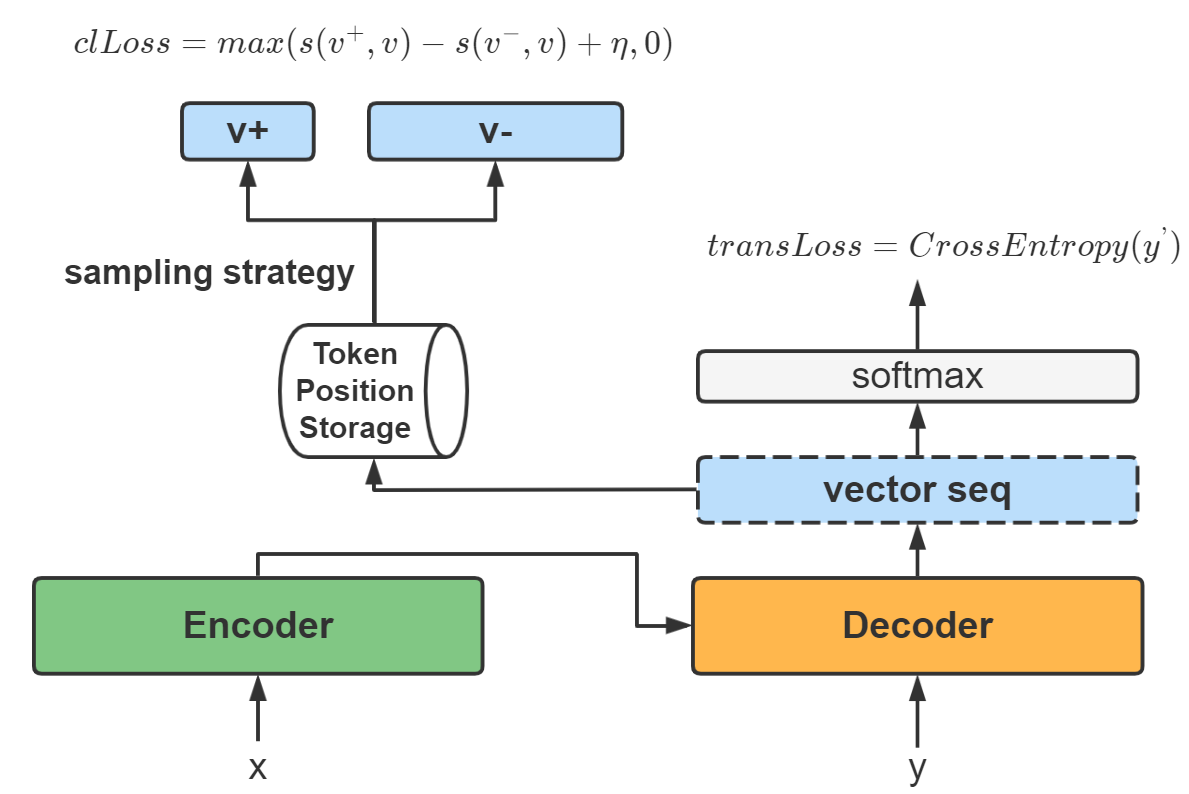 clLoss = max(s(v⁺, v) − s(v⁻, v) + η, 0)
v+
v-
sampling strategy
transLoss = CrossEntropy(y’)
Token
Position
Storage
softmax
vector seq
Encoder
Decoder
x
y